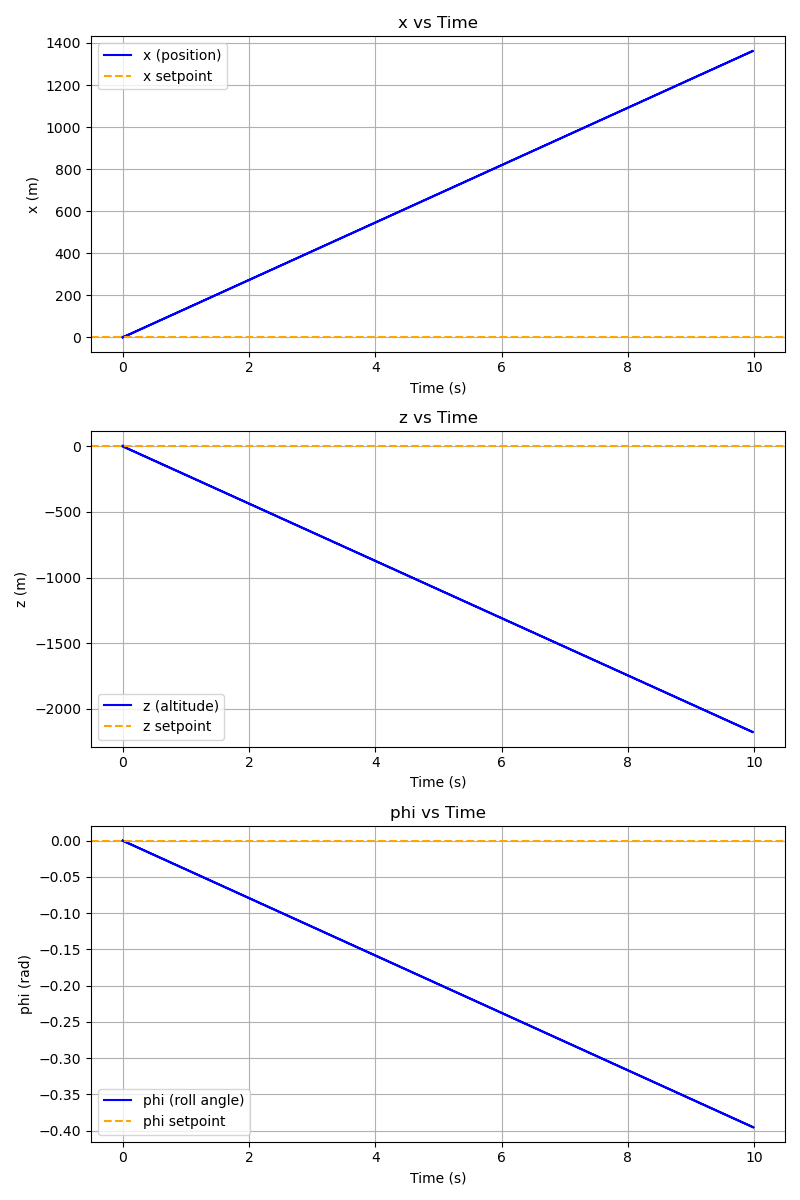 x vs Time
1400
1200
1000
800
600
400
200
0
x (m)
x (position)
x setpoint
0 2 4 6 8 10
Time (s)
z vs Time
0
−500
−1000
−1500
−2000
z (m)
z (altitude)
z setpoint
0 2 4 6 8 10
Time (s)
phi vs Time
0.00
−0.05
−0.10
−0.15
−0.20
−0.25
−0.30
−0.35
−0.40
phi (rad)
phi (roll angle)
phi setpoint
0 2 4 6 8 10
Time (s)